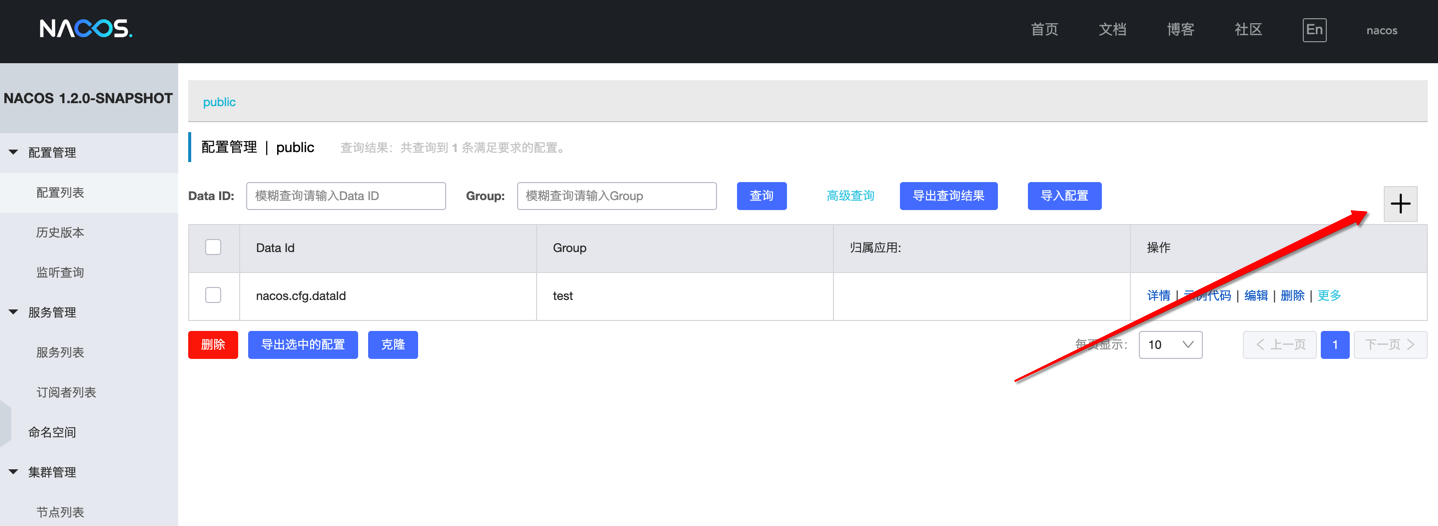 NACOS. 首页 文档 博客 社区 En nacos
NACOS 1.2.0-SNAPSHOT
public
配置管理
配置管理 | public 查询结果：共查询到 1 条满足要求的配置。
配置列表
Data ID: 模糊查询请输入Data ID Group: 模糊查询请输入Group 查询 高级查询 导出查询结果 导入配置
历史版本
Data Id Group 归属应用: 操作
监听查询
nacos.cfg.dataId test 详情 | 示例代码 | 编辑 | 删除 | 更多
服务管理
删除 导出选中的配置 克隆 每页显示： 10 上一页 1 下一页
服务列表
订阅者列表
命名空间
集群管理
节点列表